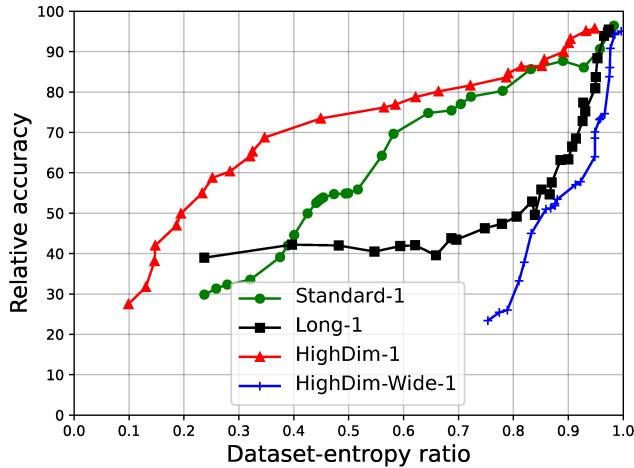 100
90
80
70
60
50
40
30
20
10
0
Relative accuracy
Standard-1
Long-1
HighDim-1
HighDim-Wide-1
0.0 0.1 0.2 0.3 0.4 0.5 0.6 0.7 0.8 0.9 1.0
Dataset-entropy ratio